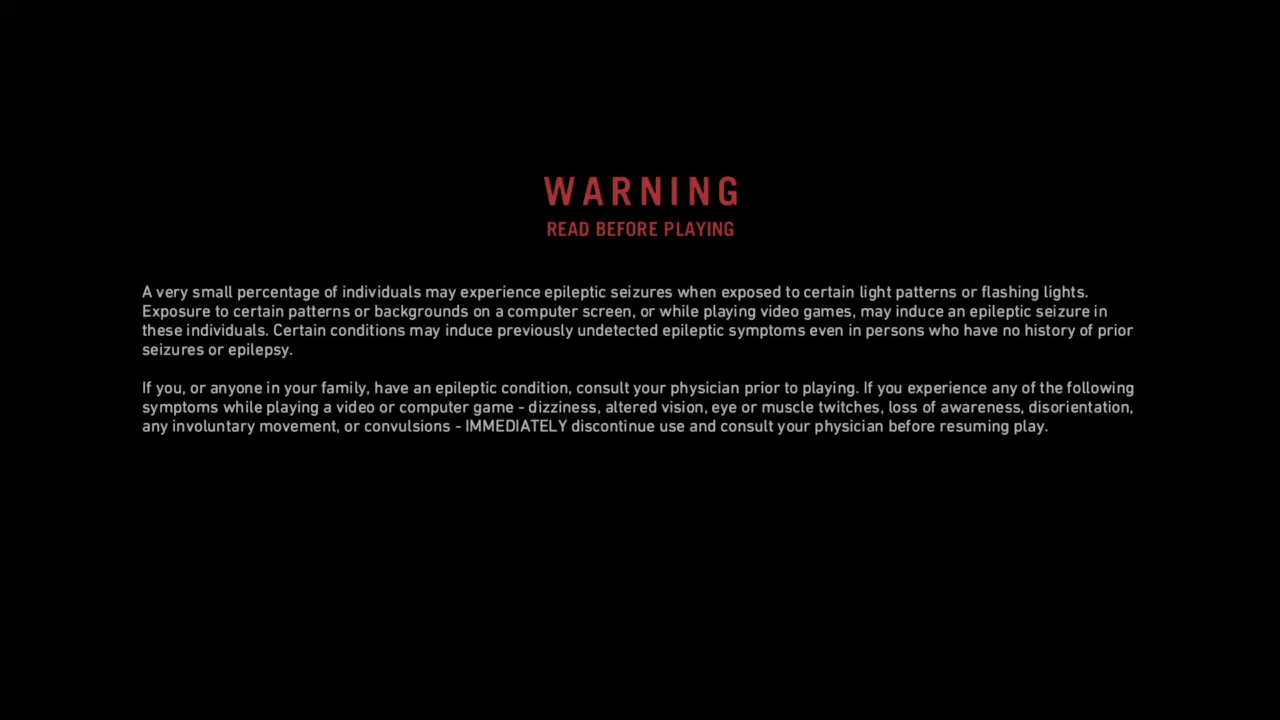 WARNING
READ BEFORE PLAYING
A very small percentage of individuals may experience epileptic seizures when exposed to certain light patterns or flashing lights.
Exposure to certain patterns or backgrounds on a computer screen, or while playing video games, may induce an epileptic seizure in
these individuals. Certain conditions may induce previously undetected epileptic symptoms even in persons who have no history of prior
seizures or epilepsy.
If you, or anyone in your family, have an epileptic condition, consult your physician prior to playing. If you experience any of the following
symptoms while playing a video or computer game - dizziness, altered vision, eye or muscle twitches, loss of awareness, disorientation,
any involuntary movement, or convulsions - IMMEDIATELY discontinue use and consult your physician before resuming play.